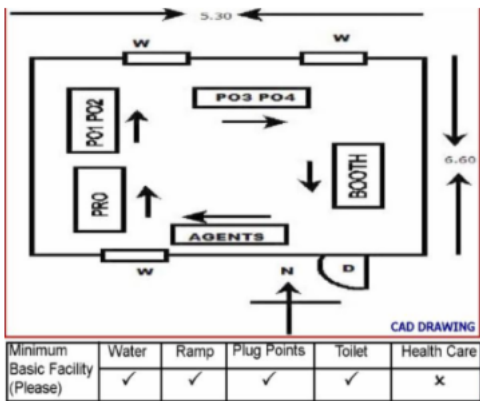 5.30
W
W
PO1 PO2
PO3 PO4
6.60
PRO
BOOTH
AGENTS
W
N
D
CAD DRAWING
Minimum Basic Facility (Please) Water Ramp Plug Points Toilet Health Care
✓ ✓ ✓ ✓ x